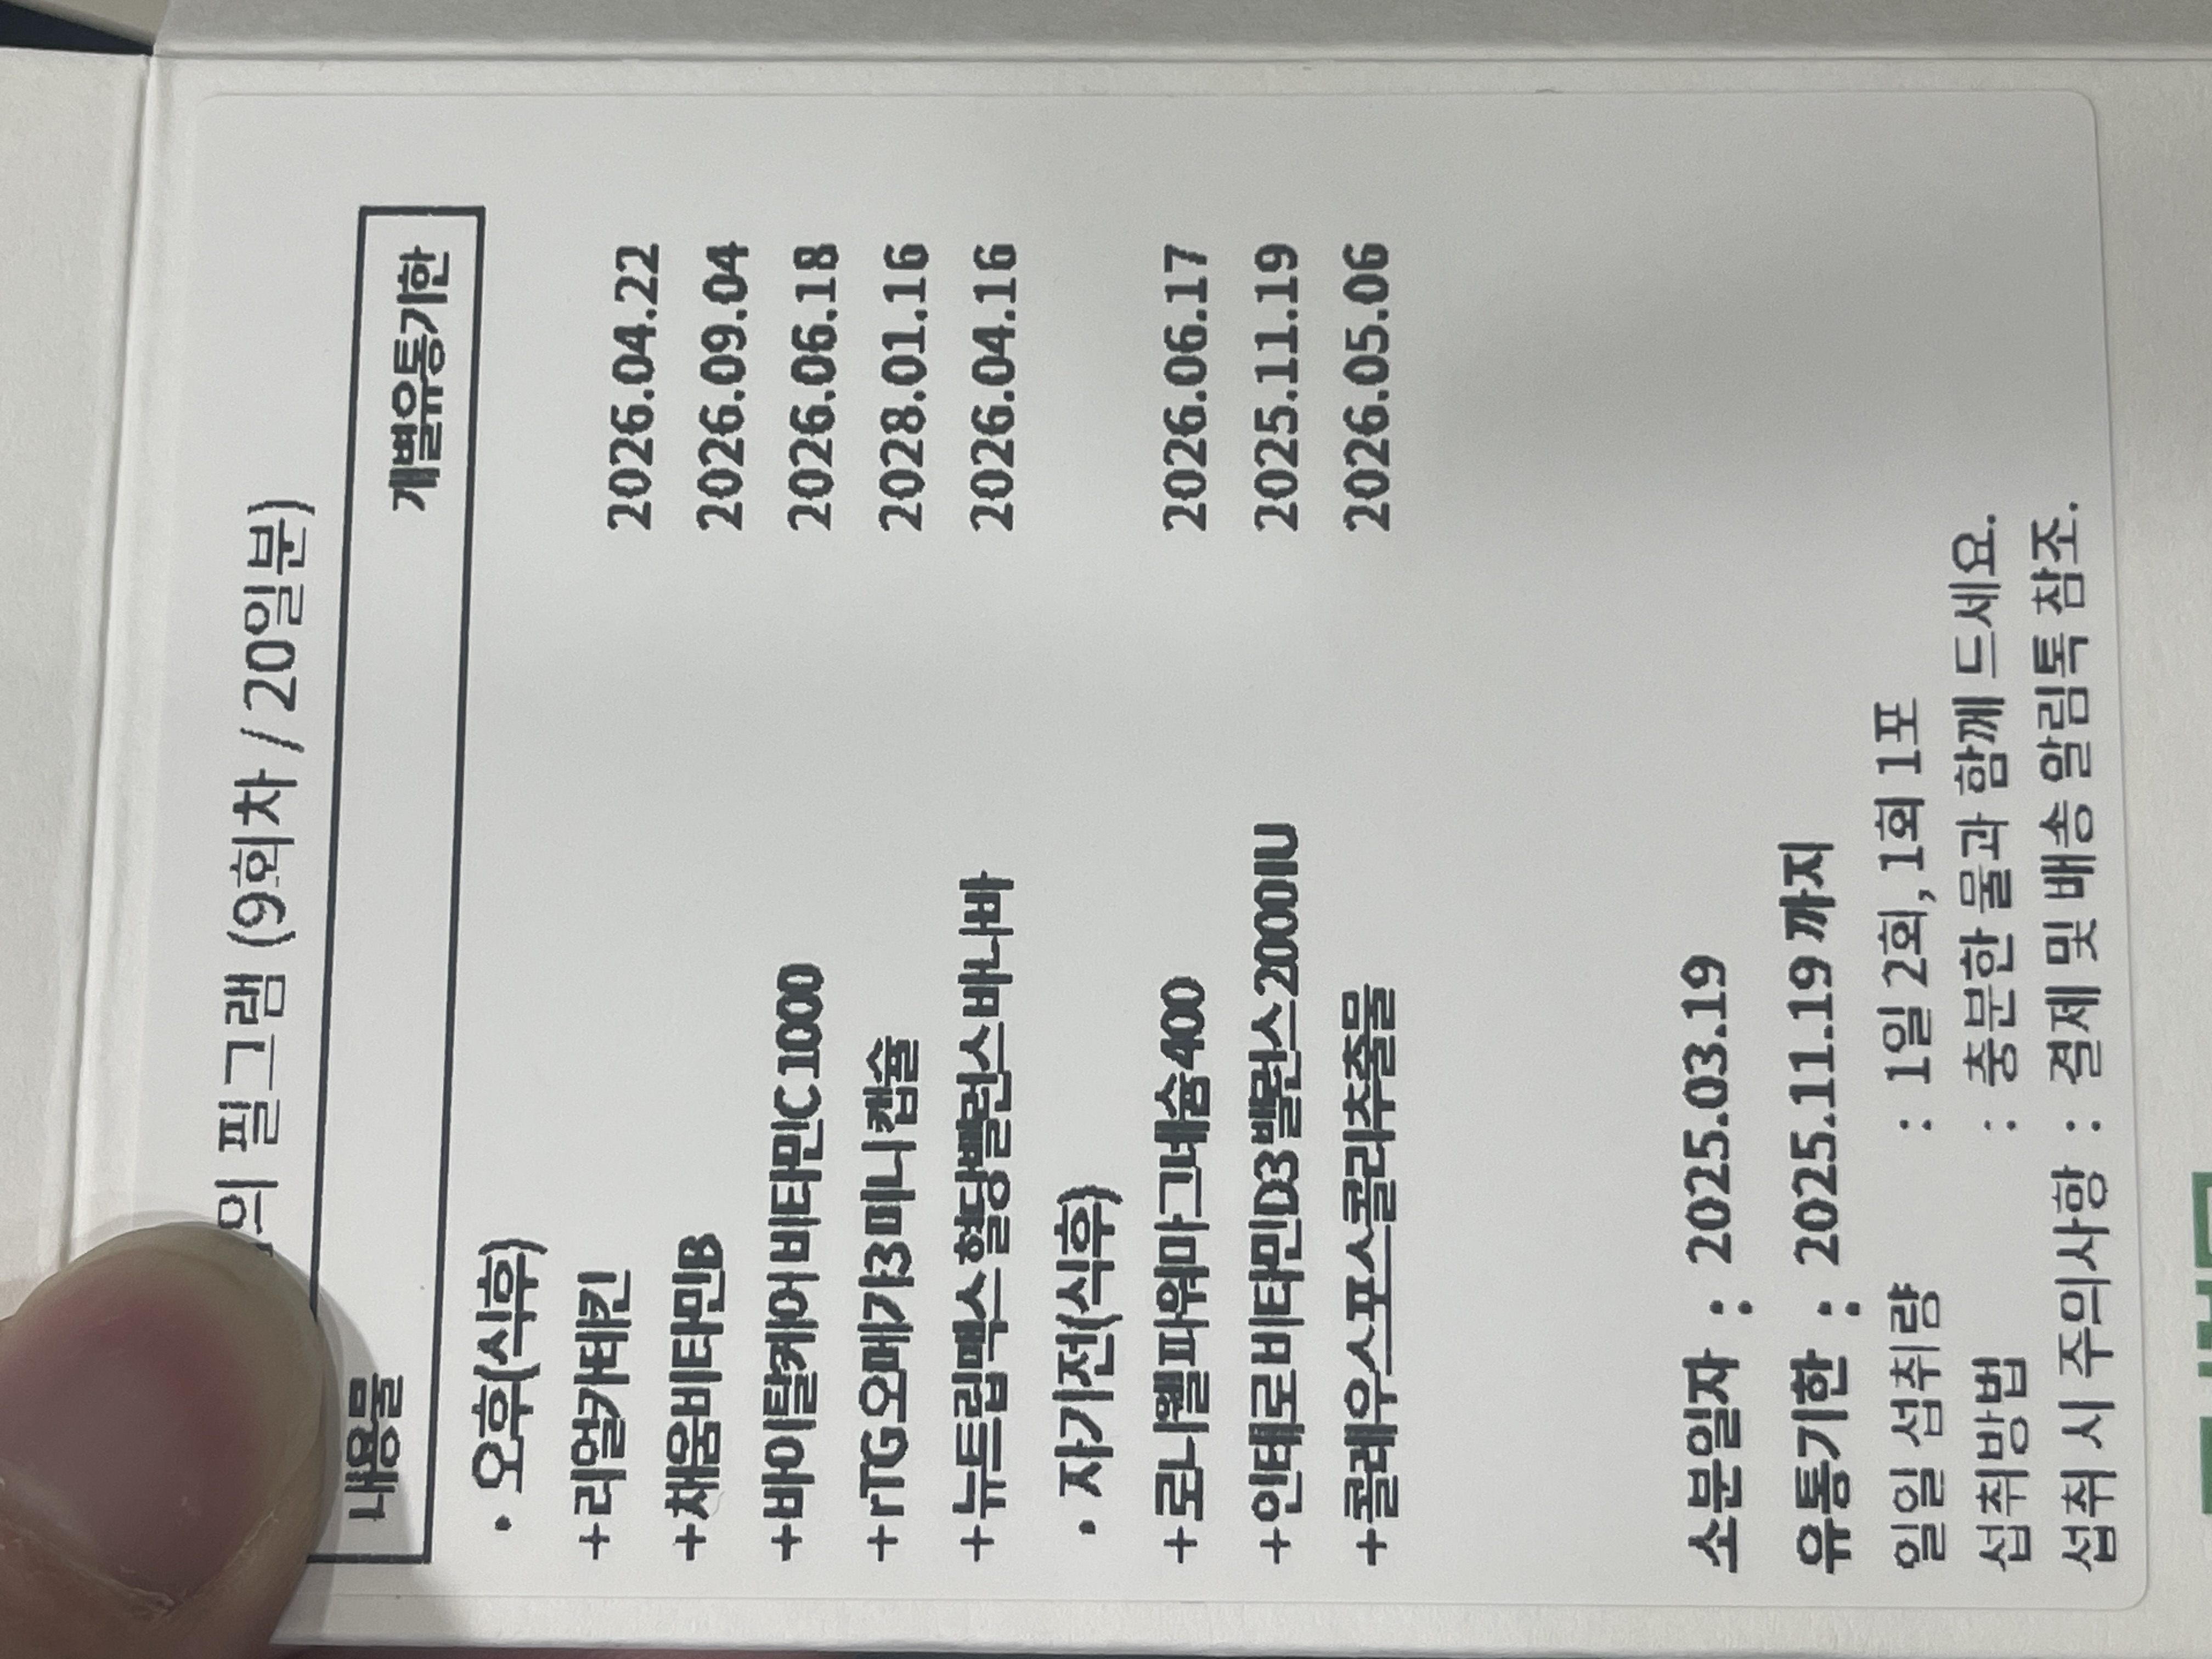 의 필그램 (9회차 / 20일분)
내용물 개별유통기한
• 오후(식후)
+리얼카테킨 2026.04.22
+채움비타민B 2026.09.04
+바이탈케어 비타민C 1000 2026.06.18
+rTG 오메가3 미니 캡슐 2028.01.16
+뉴트립맥스 혈당밸런스 바나바 2026.04.16
• 자기전(식후)
+로니웰파워마그네슘400 2026.06.17
+인테로 비타민D3 밸런스 2000IU 2025.11.19
+콜레우스포스콜리추출물 2026.05.06
소분일자 : 2025.03.19
유통기한 : 2025.11.19 까지
일일 섭취량 : 1일 2회, 1회 1포
섭취방법 : 충분한 물과 함께 드세요.
섭취 시 주의사항 : 결제 및 배송 알림톡 참조.